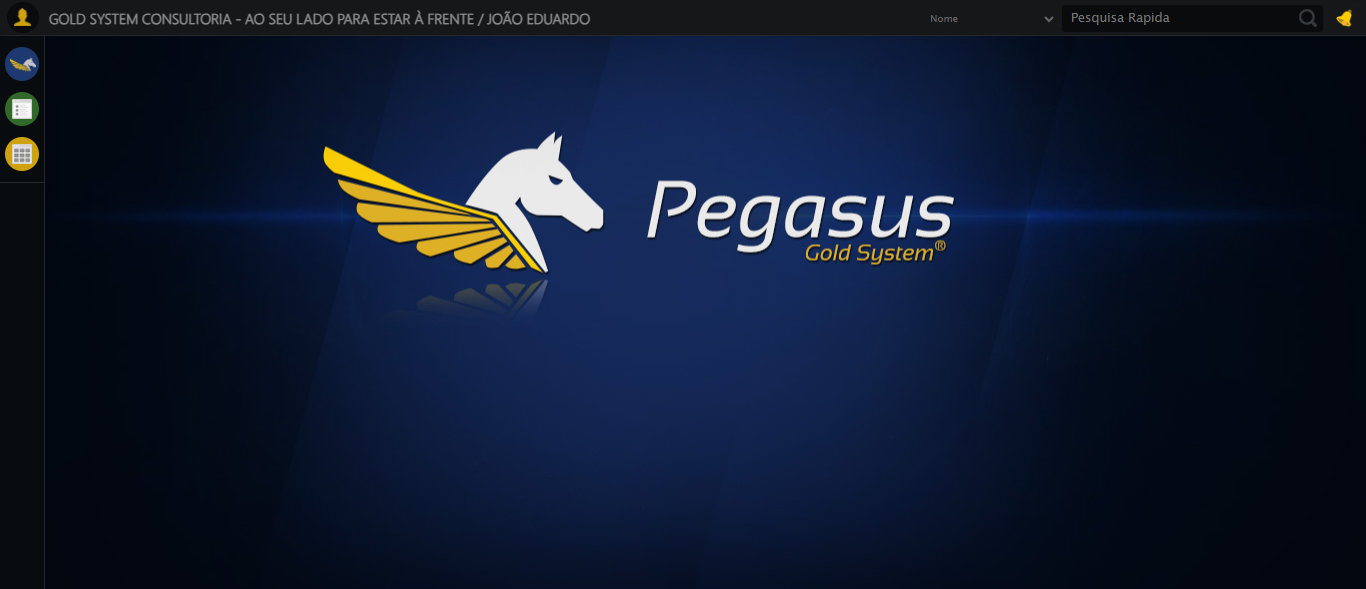 GOLD SYSTEM CONSULTORIA - AO SEU LADO PARA ESTAR À FRENTE / JOÃO EDUARDO
Nome
Pesquisa Rapida
Pegasus
Gold System®